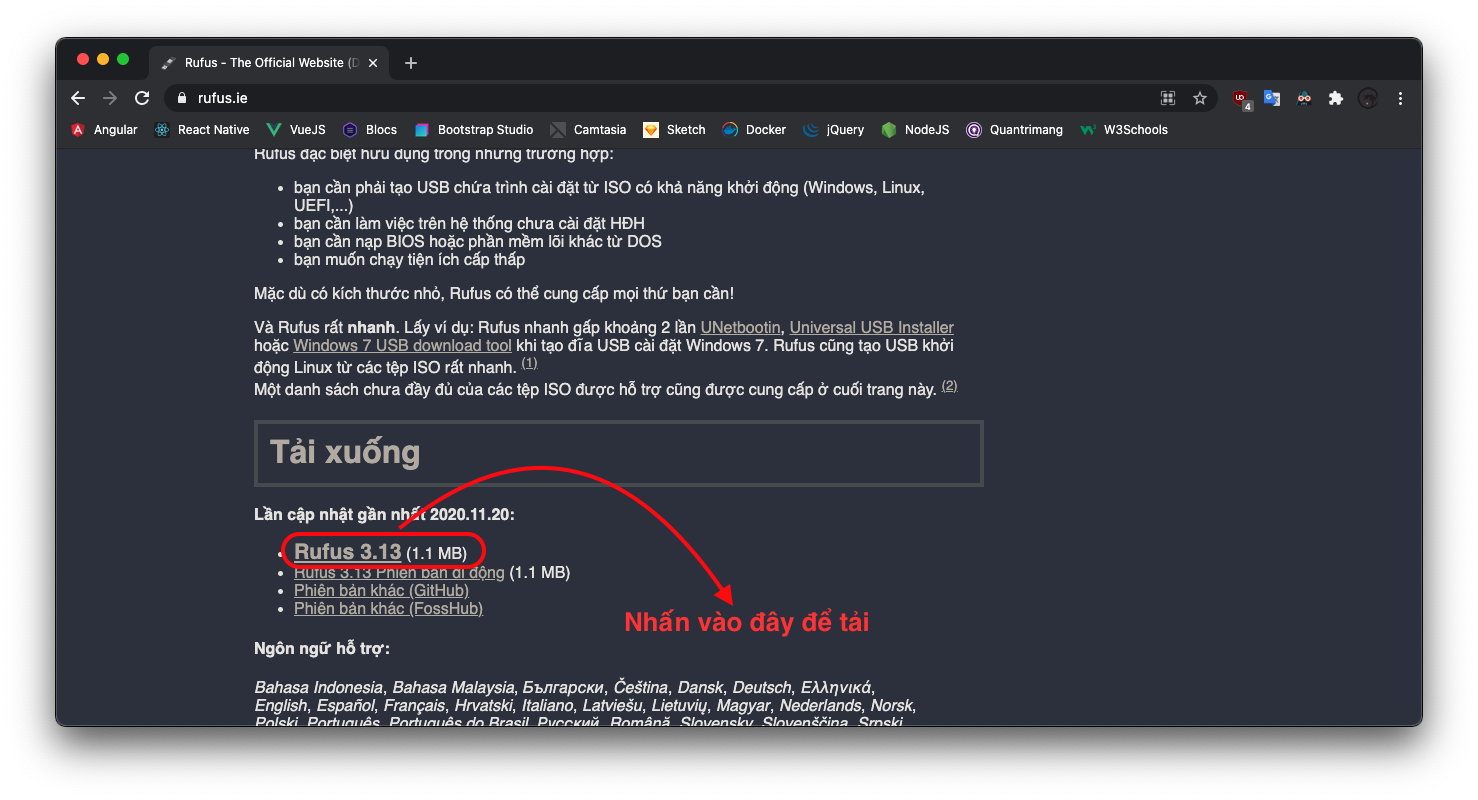 Rufus - The Official Website (D
rufus.ie
4
Angular
React Native
VueJS
Blocs
Bootstrap Studio
Camtasia
Sketch
Docker
jQuery
NodeJS
Quantrimang
W3Schools
Rufus đặc biệt hữu dụng trong những trường hợp:
• bạn cần phải tạo USB chứa trình cài đặt từ ISO có khả năng khởi động (Windows, Linux,
UEFI,...)
• bạn cần làm việc trên hệ thống chưa cài đặt HĐH
• bạn cần nạp BIOS hoặc phần mềm lõi khác từ DOS
• bạn muốn chạy tiện ích cấp thấp
Mặc dù có kích thước nhỏ, Rufus có thể cung cấp mọi thứ bạn cần!
Và Rufus rất nhanh. Lấy ví dụ: Rufus nhanh gấp khoảng 2 lần UNetbootin, Universal USB Installer
hoặc Windows 7 USB download tool khi tạo đĩa USB cài đặt Windows 7. Rufus cũng tạo USB khởi
động Linux từ các tệp ISO rất nhanh. (1)
Một danh sách chưa đầy đủ của các tệp ISO được hỗ trợ cũng được cung cấp ở cuối trang này. (2)
Tải xuống
Lần cập nhật gần nhất 2020.11.20:
• Rufus 3.13 (1.1 MB)
• Rufus 3.13 Phiên bản di động (1.1 MB)
• Phiên bản khác (GitHub)
• Phiên bản khác (FossHub)
Nhấn vào đây để tải
Ngôn ngữ hỗ trợ:
Bahasa Indonesia, Bahasa Malaysia, Български, Čeština, Dansk, Deutsch, Ελληνικά,
English, Español, Français, Hrvatski, Italiano, Latviešu, Lietuvių, Magyar, Nederlands, Norsk,
Polski, Português, Português do Brasil, Русский, Română, Slovensky, Slovenščina, Srpski,